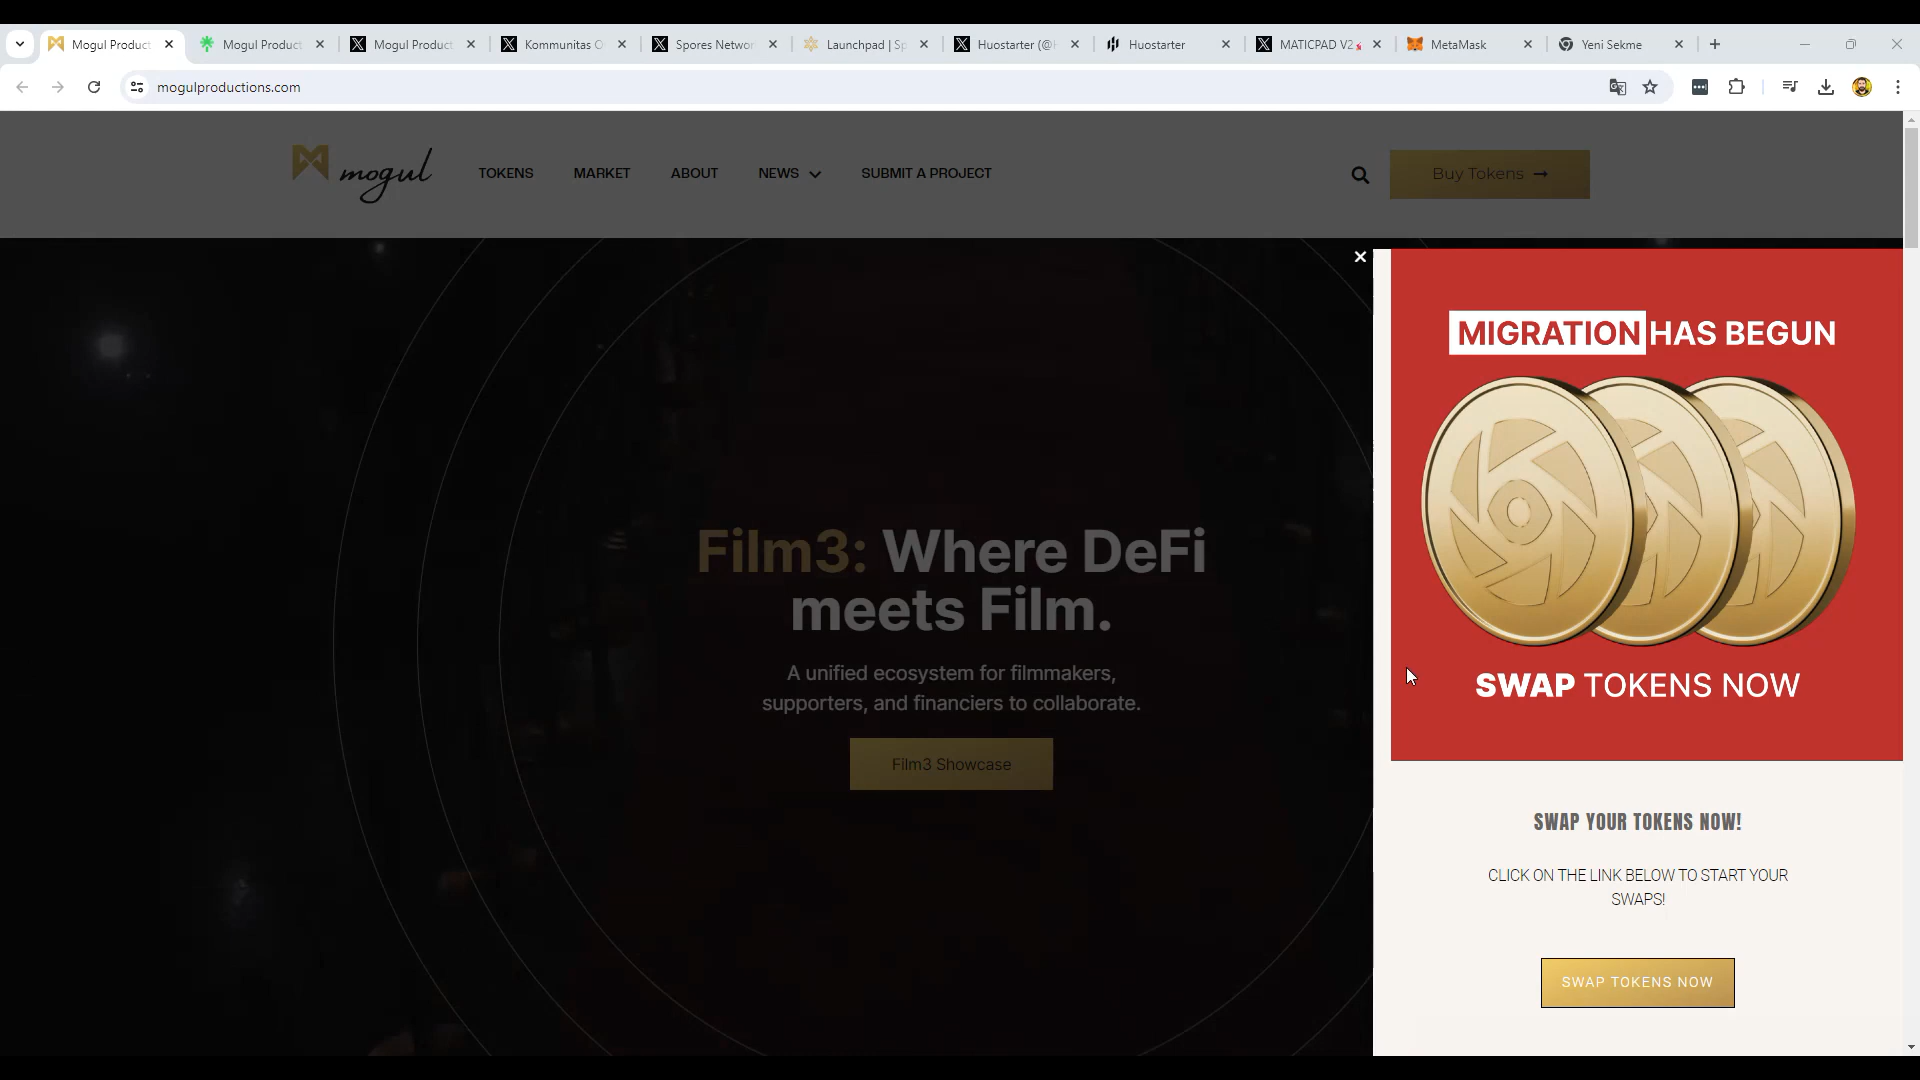 Mogul Product
Mogul Product
Mogul Product
Kommunitas O
Spores Networ
Launchpad | Sp
Huostarter (@H
Huostarter
MATICPAD V2
MetaMask
Yeni Sekme
mogulproductions.com
mogul
TOKENS
MARKET
ABOUT
NEWS
SUBMIT A PROJECT
Buy Tokens →
MIGRATION HAS BEGUN
Film3: Where DeFi
meets Film.
A unified ecosystem for filmmakers,
supporters, and financiers to collaborate.
Film3 Showcase
SWAP TOKENS NOW
SWAP YOUR TOKENS NOW!
CLICK ON THE LINK BELOW TO START YOUR
SWAPS!
SWAP TOKENS NOW